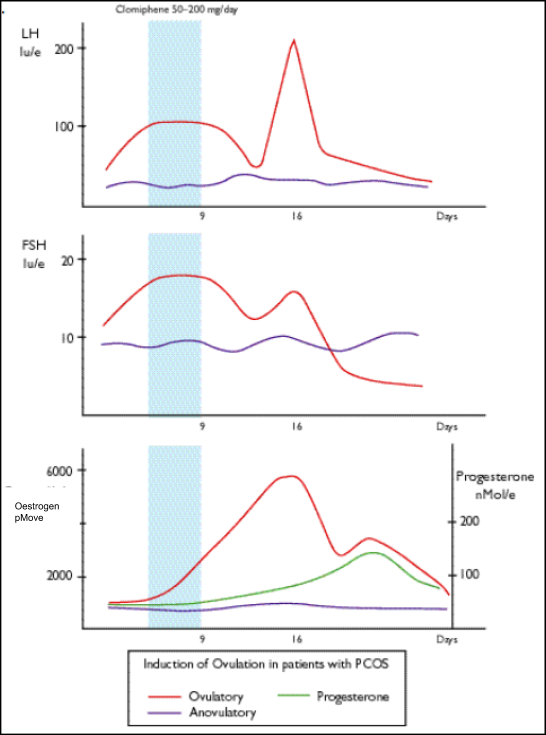 Clomiphene 50–200 mg/day
LH
Iu/e
200
100
9
16
Days
FSH
Iu/e
20
10
9
16
Days
6000
Oestrogen
pMove
2000
Progesterone
nMol/e
200
100
9
16
Days
Induction of Ovulation in patients with PCOS
Ovulatory
Progesterone
Anovulatory